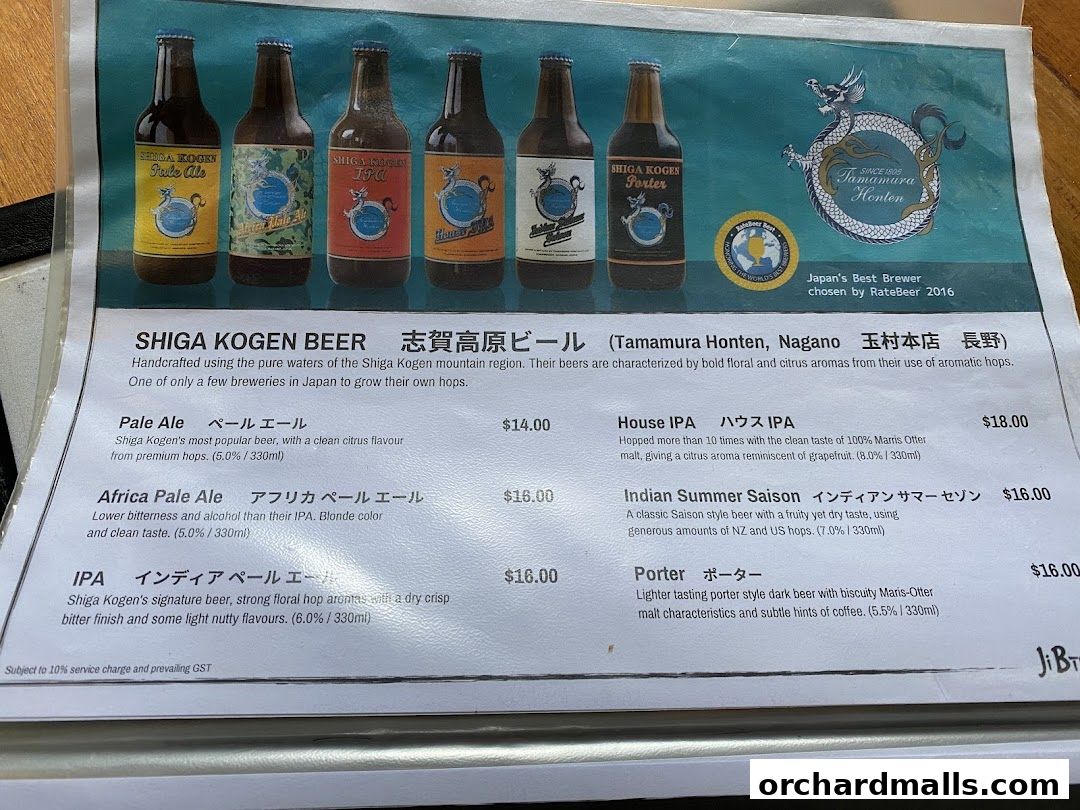 SHIGA KOGEN
Pale Ale
SHIGA KOGEN
IPA
House IPA
SHIGA KOGEN
Porter
SINCE 1805
Tamamura
Honten
RateBeer Best
Japan's Best Brewer
chosen by RateBeer 2016
SHIGA KOGEN BEER 志賀高原ビール (Tamamura Honten, Nagano 玉村本店 長野)
Handcrafted using the pure waters of the Shiga Kogen mountain region. Their beers are characterized by bold floral and citrus aromas from their use of aromatic hops.
One of only a few breweries in Japan to grow their own hops.
Pale Ale ペール エール $14.00
Shiga Kogen's most popular beer, with a clean citrus flavour
from premium hops. (5.0% / 330ml)
Africa Pale Ale アフリカ ペール エール $16.00
Lower bitterness and alcohol than their IPA. Blonde color
and clean taste. (5.0% / 330ml)
IPA インディア ペール エール $16.00
Shiga Kogen's signature beer, strong floral hop aromas with a dry crisp
bitter finish and some light nutty flavours. (6.0% / 330ml)
House IPA ハウス IPA $18.00
Hopped more than 10 times with the clean taste of 100% Marris Otter
malt, giving a citrus aroma reminiscent of grapefruit. (8.0% / 330ml)
Indian Summer Saison インディアン サマー セゾン $16.00
A classic Saison style beer with a fruity yet dry taste, using
generous amounts of NZ and US hops. (7.0% / 330ml)
Porter ポーター $16.00
Lighter tasting porter style dark beer with biscuity Maris-Otter
malt characteristics and subtle hints of coffee. (5.5% / 330ml)
Subject to 10% service charge and prevailing GST
orchardmalls.com